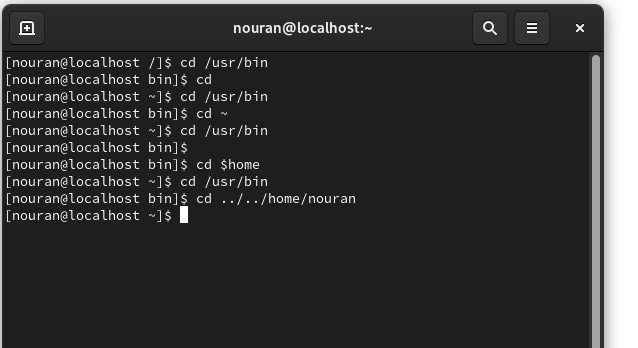 nouran@localhost:~
[nouran@localhost /]$ cd /usr/bin
[nouran@localhost bin]$ cd
[nouran@localhost ~]$ cd /usr/bin
[nouran@localhost bin]$ cd ~
[nouran@localhost ~]$ cd /usr/bin
[nouran@localhost bin]$
[nouran@localhost bin]$ cd $home
[nouran@localhost ~]$ cd /usr/bin
[nouran@localhost bin]$ cd ../../home/nouran
[nouran@localhost ~]$